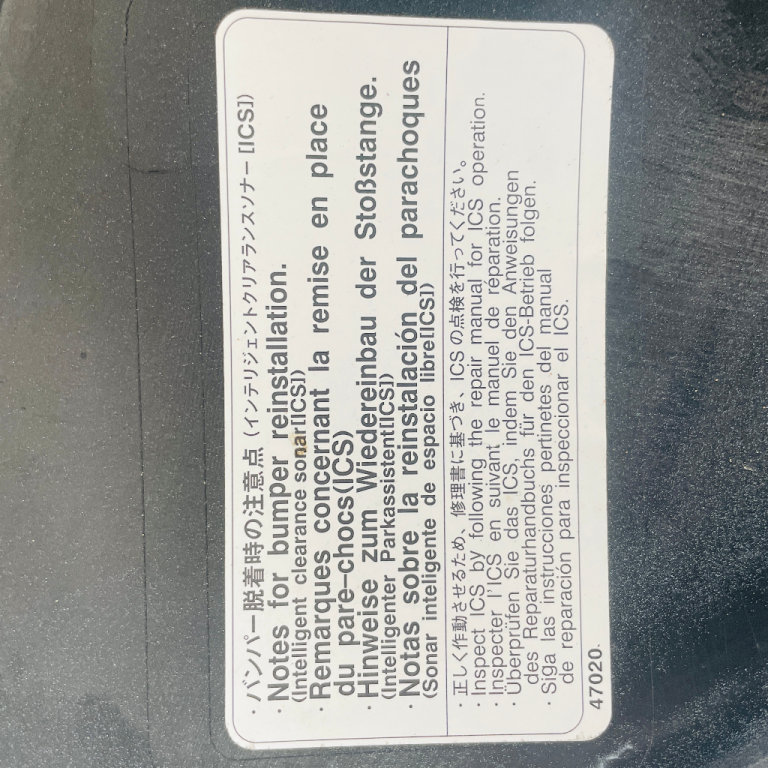 ・バンパー脱着時の注意点（インテリジェントクリアランスソナー [ICS]）
・Notes for bumper reinstallation.
(Intelligent clearance sonar[ICS])
・Remarques concernant la remise en place
du pare-chocs(ICS)
・Hinweise zum Wiedereinbau der Stoßstange.
(Intelligenter Parkassistent[ICS])
・Notas sobre la reinstalación del parachoques
(Sonar inteligente de espacio libre[ICS])
・正しく作動させるため、修理書に基づき、ICS の点検を行ってください。
・Inspect ICS by following the repair manual for ICS operation.
・Inspecter l'ICS en suivant le manuel de réparation.
・Überprüfen Sie das ICS, indem Sie den Anweisungen
des Reparaturhandbuchs für den ICS-Betrieb folgen.
・Siga las instrucciones pertinetes del manual
de reparación para inspeccionar el ICS.
47020.